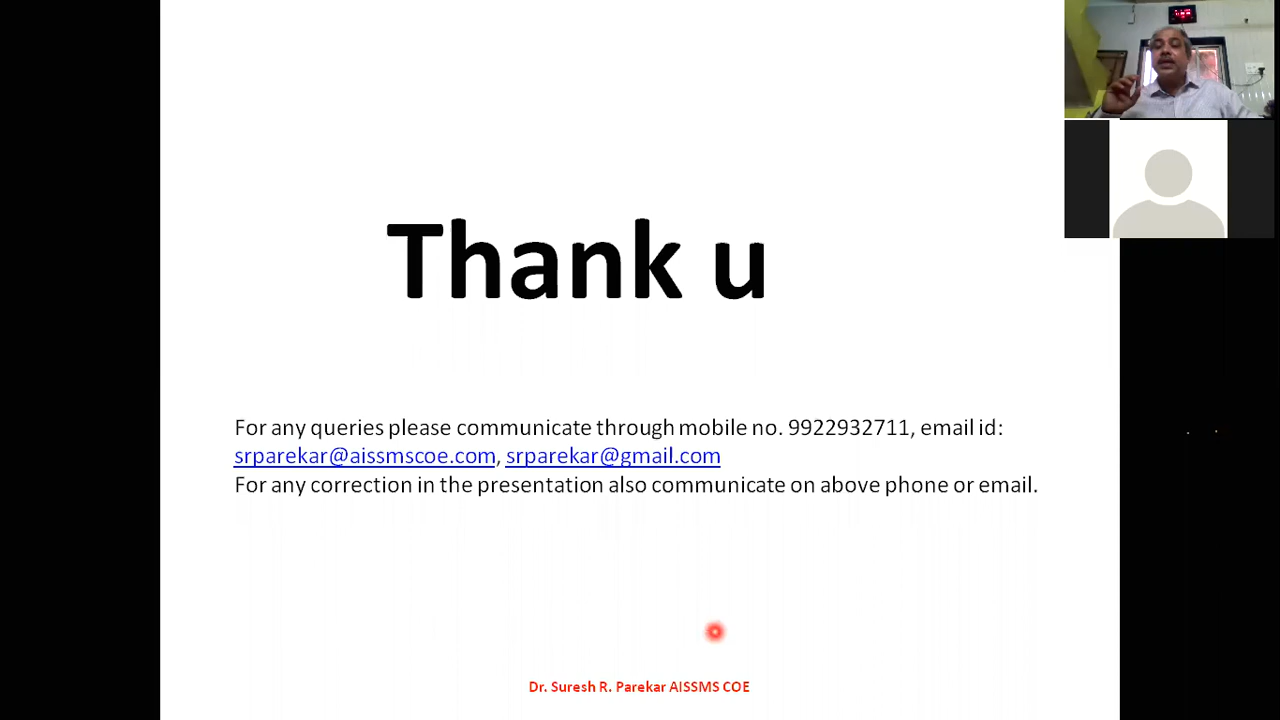 Thank u
For any queries please communicate through mobile no. 9922932711, email id:
srparekar@aissmscoe.com, srparekar@gmail.com
For any correction in the presentation also communicate on above phone or email.
Dr. Suresh R. Parekar AISSMS COE